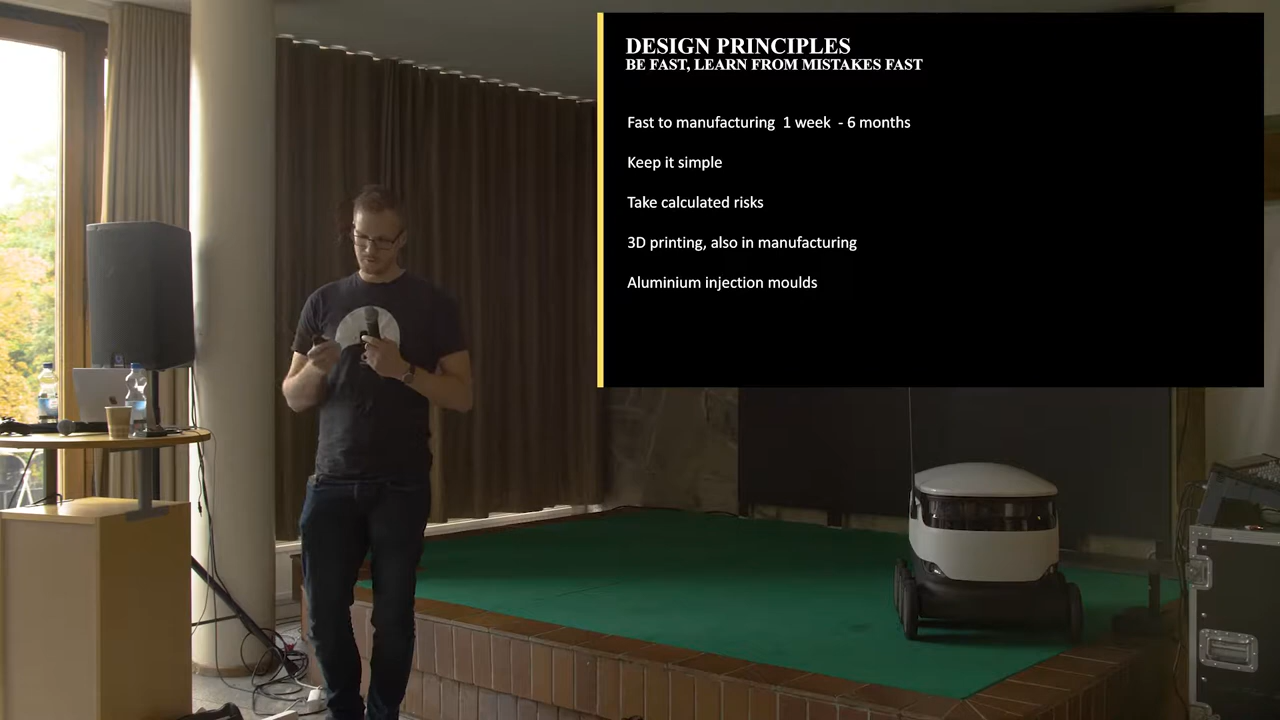 DESIGN PRINCIPLES
BE FAST, LEARN FROM MISTAKES FAST
Fast to manufacturing 1 week - 6 months
Keep it simple
Take calculated risks
3D printing, also in manufacturing
Aluminium injection moulds